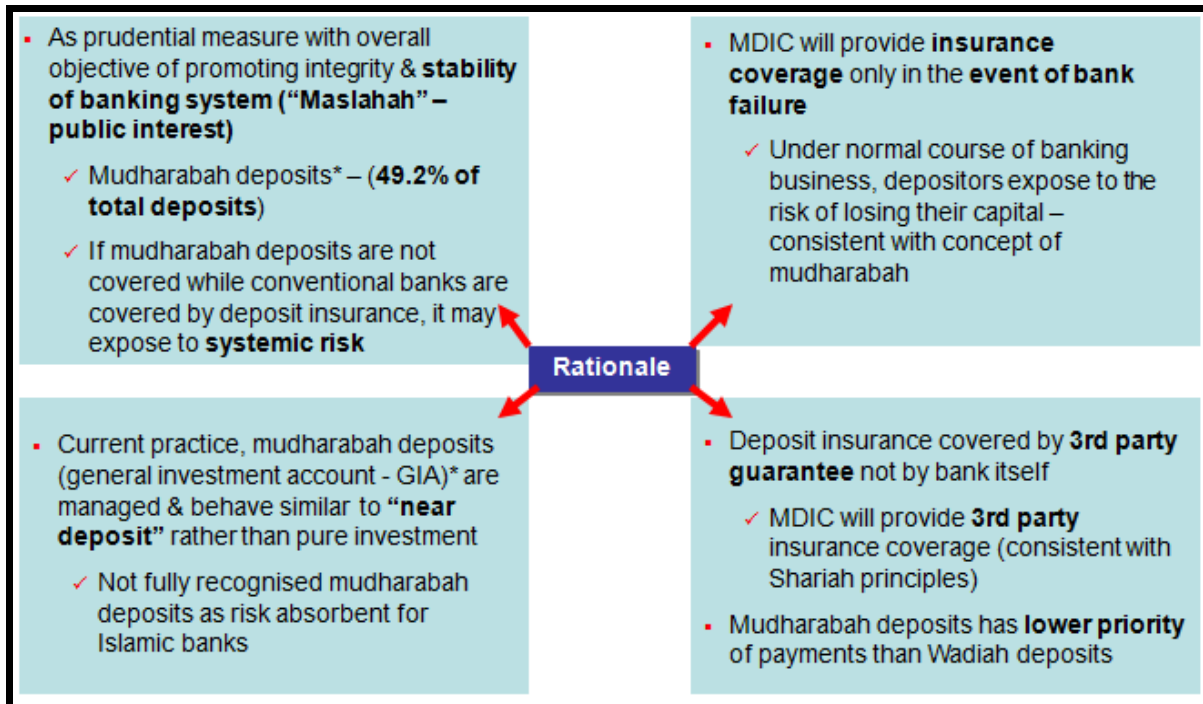 ▪ As prudential measure with overall
objective of promoting integrity & stability
of banking system (“Maslahah” –
public interest)
✓ Mudharabah deposits* – (49.2% of
total deposits)
✓ If mudharabah deposits are not
covered while conventional banks are
covered by deposit insurance, it may
expose to systemic risk
▪ MDIC will provide insurance
coverage only in the event of bank
failure
✓ Under normal course of banking
business, depositors expose to the
risk of losing their capital –
consistent with concept of
mudharabah
Rationale
▪ Current practice, mudharabah deposits
(general investment account - GIA)* are
managed & behave similar to “near
deposit” rather than pure investment
✓ Not fully recognised mudharabah
deposits as risk absorbent for
Islamic banks
▪ Deposit insurance covered by 3rd party
guarantee not by bank itself
✓ MDIC will provide 3rd party
insurance coverage (consistent with
Shariah principles)
▪ Mudharabah deposits has lower priority
of payments than Wadiah deposits